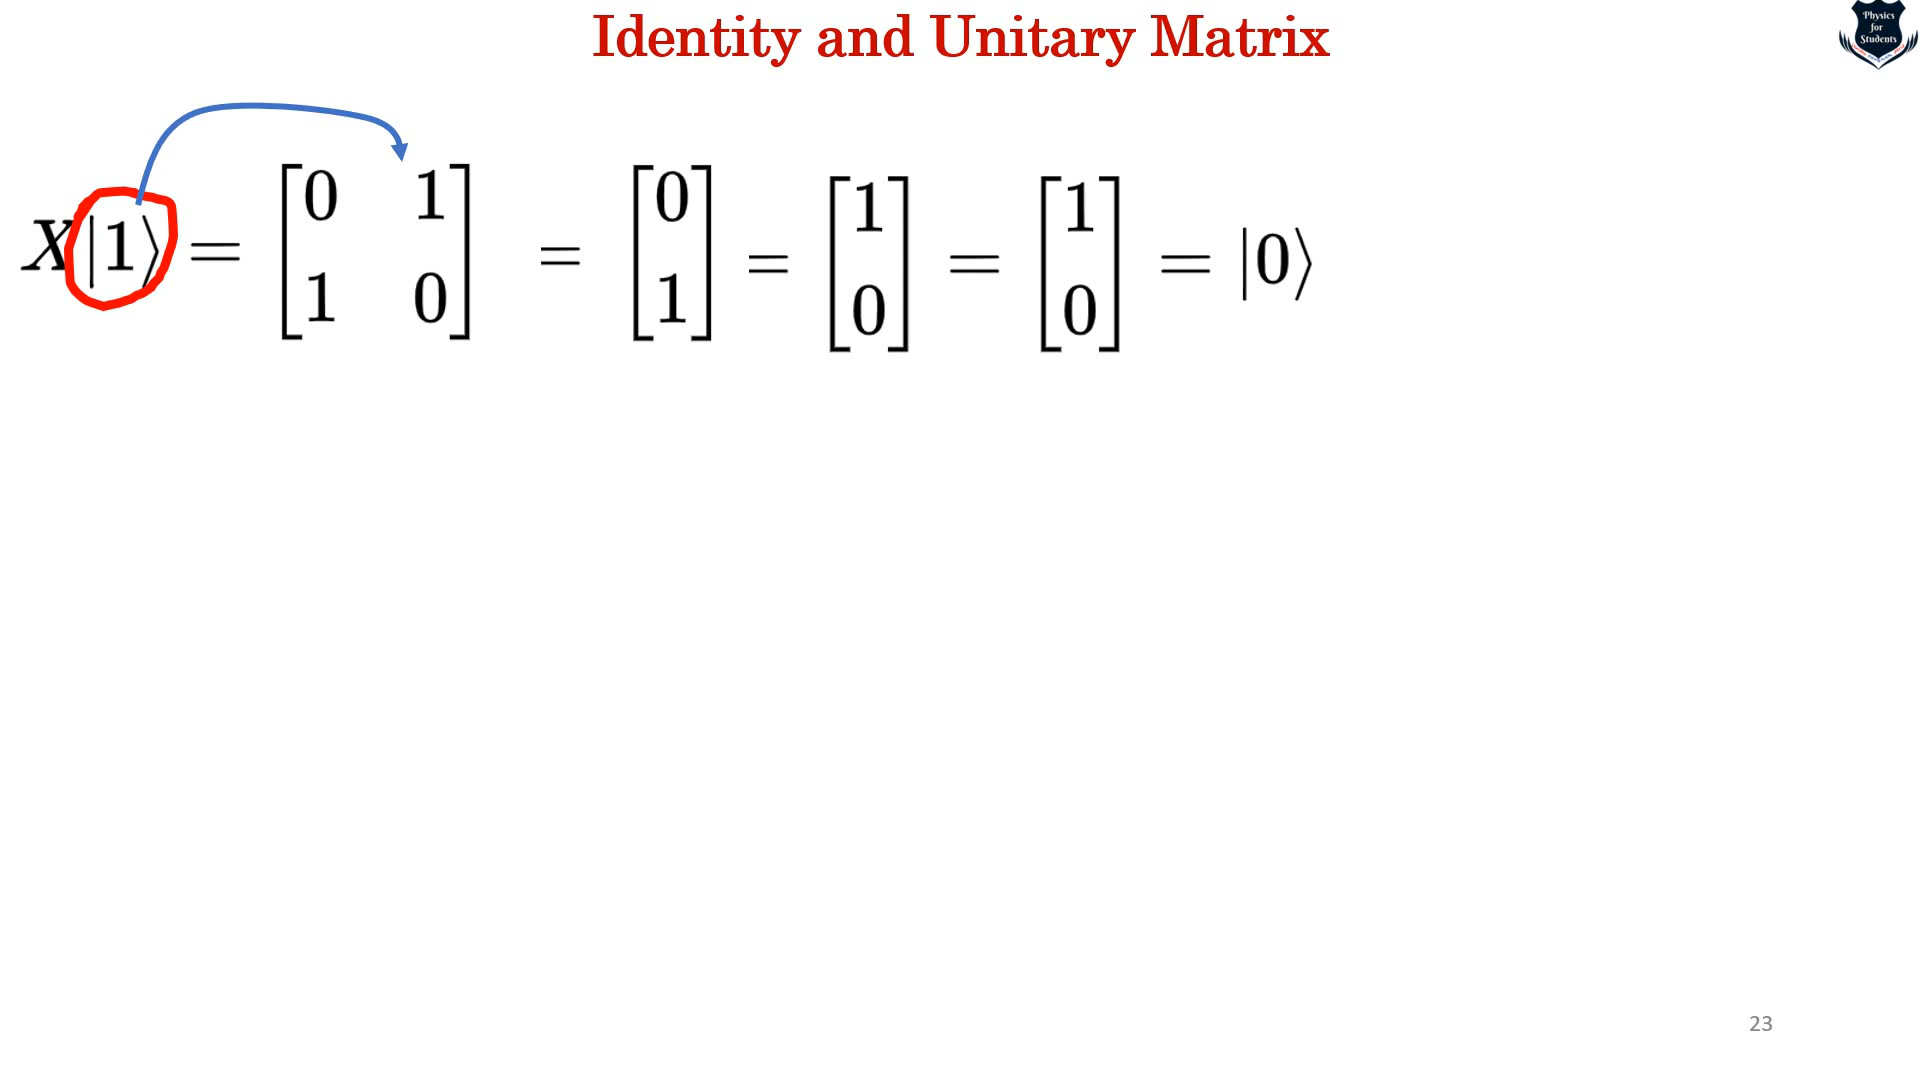 Identity and Unitary Matrix
Physics
for
Students
X|1⟩ = [0 1; 1 0] = [0; 1] = [1; 0] = [1; 0] = |0⟩
23